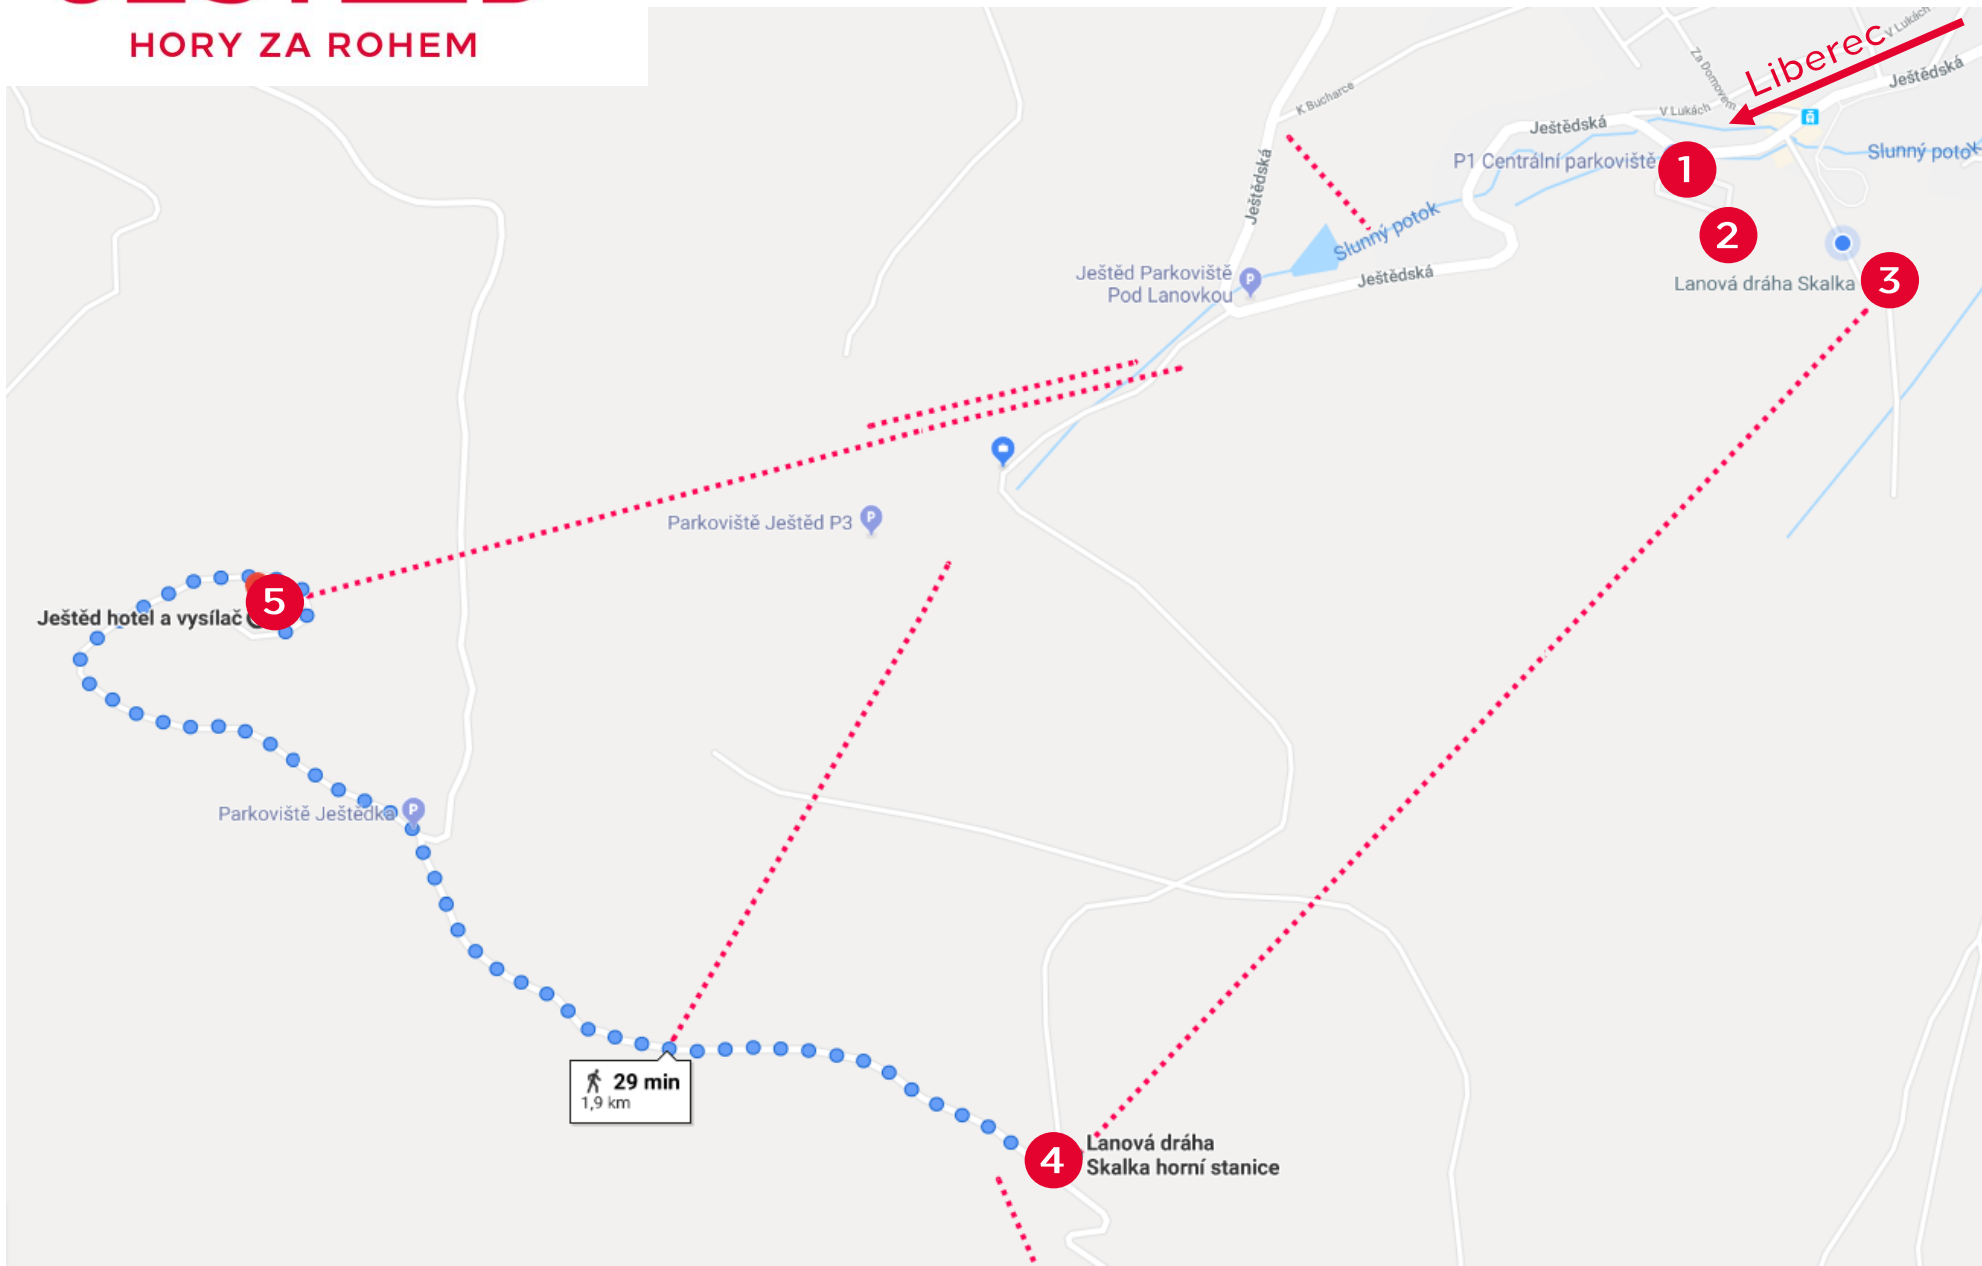 HORY ZA ROHEM
Liberec
V Lukách
Za Domovem
Ještědská
K Bucharce
Ještědská
V Lukách
P1 Centrální parkoviště
1
Slunný potok
2
Ještědská
Slunný potok
Ještěd Parkoviště
Pod Lanovkou
P
Ještědská
Lanová dráha Skalka
3
Parkoviště Ještěd P3
P
5
Ještěd hotel a vysílač
Parkoviště Ještědka
P
29 min
1,9 km
4
Lanová dráha
Skalka horní stanice